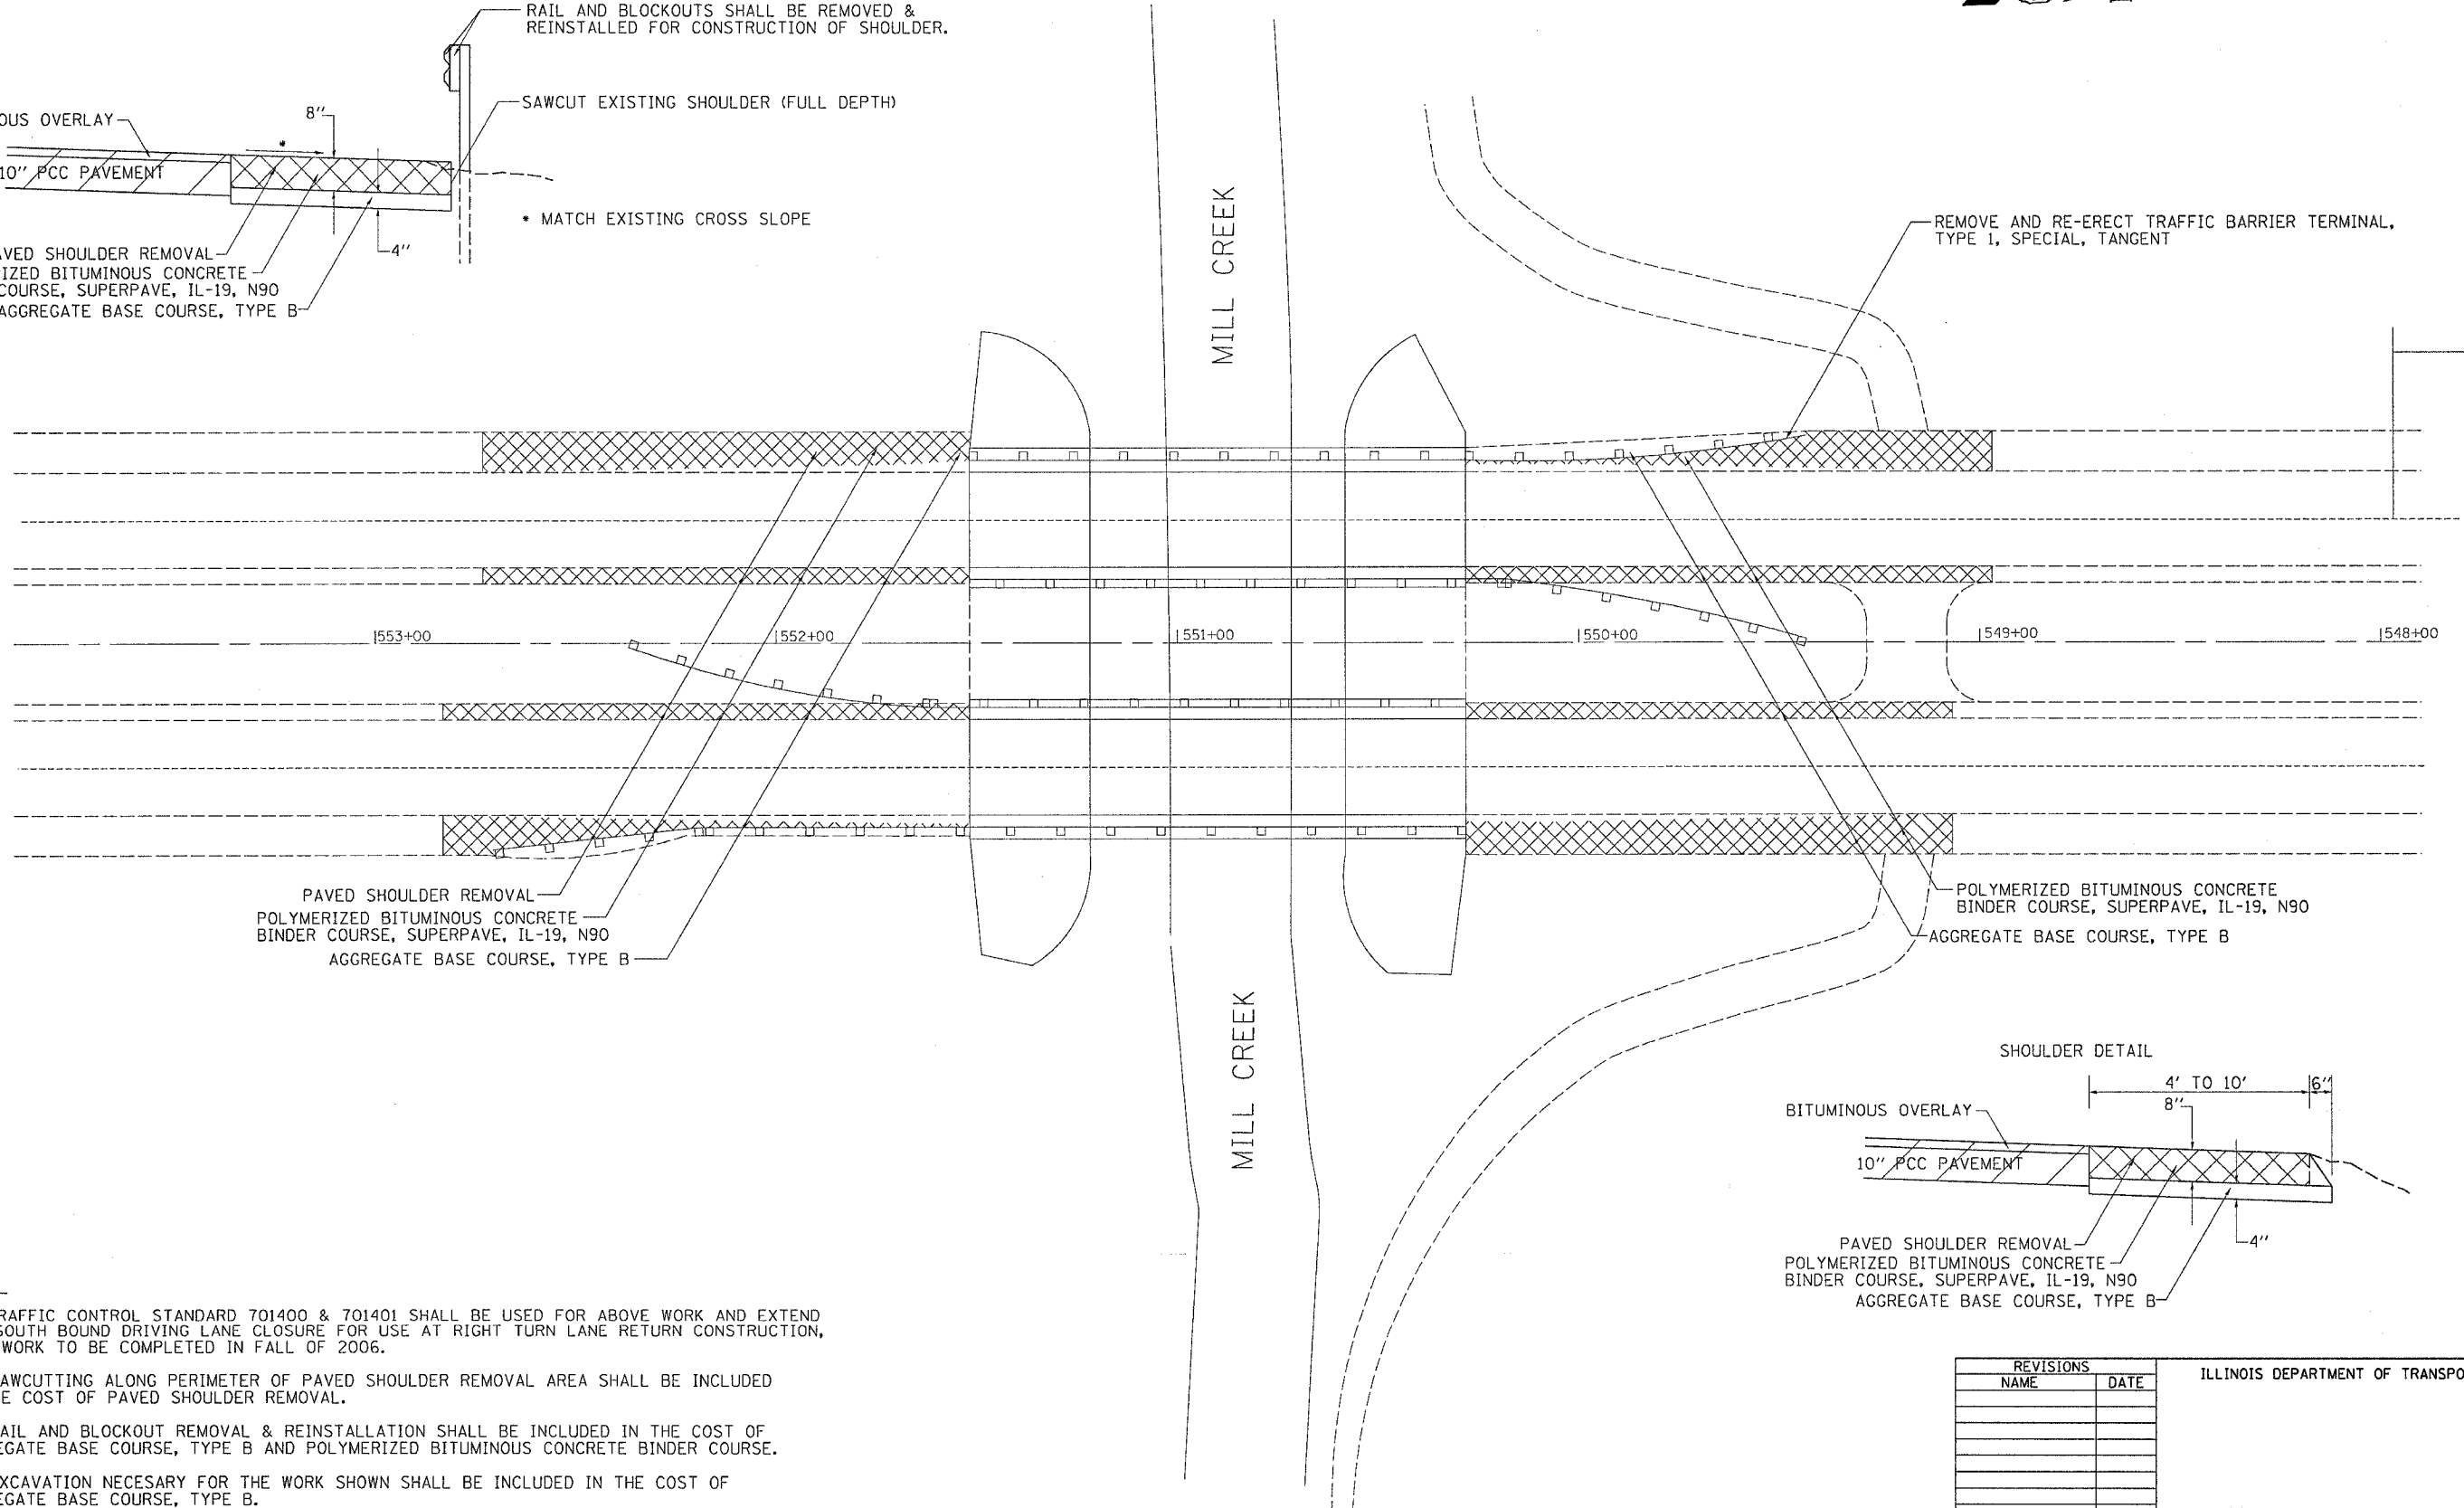 RAIL AND BLOCKOUTS SHALL BE REMOVED &
REINSTALLED FOR CONSTRUCTION OF SHOULDER.
SAWCUT EXISTING SHOULDER (FULL DEPTH)
OUS OVERLAY
8"
*
10" PCC PAVEMENT
* MATCH EXISTING CROSS SLOPE
4"
AVED SHOULDER REMOVAL
IZED BITUMINOUS CONCRETE
COURSE, SUPERPAVE, IL-19, N90
AGGREGATE BASE COURSE, TYPE B
MILL CREEK
REMOVE AND RE-ERECT TRAFFIC BARRIER TERMINAL,
TYPE 1, SPECIAL, TANGENT
553+00
552+00
551+00
550+00
549+00
548+00
PAVED SHOULDER REMOVAL
POLYMERIZED BITUMINOUS CONCRETE
BINDER COURSE, SUPERPAVE, IL-19, N90
AGGREGATE BASE COURSE, TYPE B
POLYMERIZED BITUMINOUS CONCRETE
BINDER COURSE, SUPERPAVE, IL-19, N90
AGGREGATE BASE COURSE, TYPE B
MILL CREEK
SHOULDER DETAIL
4' TO 10'
6"
BITUMINOUS OVERLAY
8"
10" PCC PAVEMENT
4"
PAVED SHOULDER REMOVAL
POLYMERIZED BITUMINOUS CONCRETE
BINDER COURSE, SUPERPAVE, IL-19, N90
AGGREGATE BASE COURSE, TYPE B
RAFFIC CONTROL STANDARD 701400 & 701401 SHALL BE USED FOR ABOVE WORK AND EXTEND
SOUTH BOUND DRIVING LANE CLOSURE FOR USE AT RIGHT TURN LANE RETURN CONSTRUCTION,
WORK TO BE COMPLETED IN FALL OF 2006.
AWCUTTING ALONG PERIMETER OF PAVED SHOULDER REMOVAL AREA SHALL BE INCLUDED
E COST OF PAVED SHOULDER REMOVAL.
AIL AND BLOCKOUT REMOVAL & REINSTALLATION SHALL BE INCLUDED IN THE COST OF
EGATE BASE COURSE, TYPE B AND POLYMERIZED BITUMINOUS CONCRETE BINDER COURSE.
XCAVATION NECESARY FOR THE WORK SHOWN SHALL BE INCLUDED IN THE COST OF
EGATE BASE COURSE, TYPE B.
REVISIONS
NAME DATE
ILLINOIS DEPARTMENT OF TRANSPO